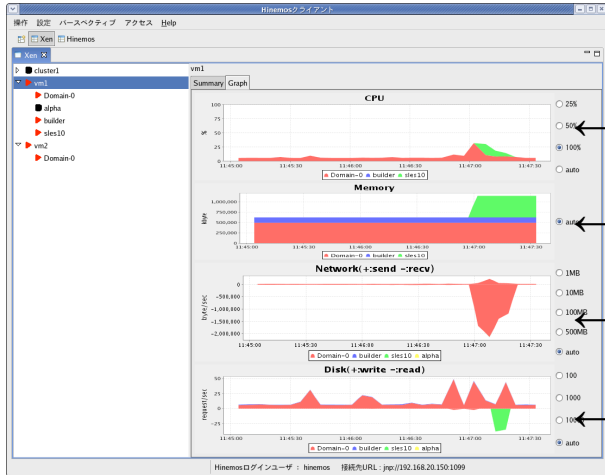 Hinemosクライアント
操作 設定 パースペクティブ アクセス Help
Xen Hinemos
Xen
cluster1
vm1
Domain-0
alpha
builder
sles10
vm2
Domain-0
vm1
Summary Graph
CPU
100
75
50
25
0
%
11:45:00 11:45:30 11:46:00 11:46:30 11:47:00 11:47:30
Domain-0 builder sles10
25%
50%
100%
auto
Memory
1,000,000
750,000
500,000
250,000
0
kbyte
11:45:00 11:45:30 11:46:00 11:46:30 11:47:00 11:47:30
Domain-0 builder sles10
auto
Network(+:send -:recv)
0
-500,000
-1,000,000
-1,500,000
-2,000,000
byte/sec
11:45:00 11:45:30 11:46:00 11:46:30 11:47:00 11:47:30
Domain-0 builder sles10 alpha
1MB
10MB
100MB
500MB
auto
Disk(+:write -:read)
50
25
0
-25
request/sec
11:45:00 11:45:30 11:46:00 11:46:30 11:47:00 11:47:30
Domain-0 builder sles10 alpha
100
1000
auto
Hinemosログインユーザ : hinemos 接続先URL : jnp://192.168.20.150:1099